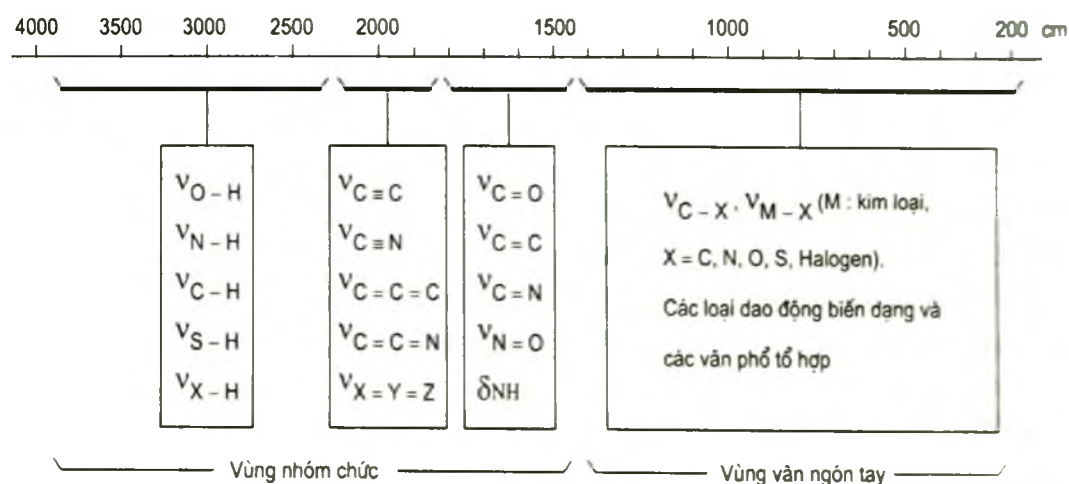 4000 3500 3000 2500 2000 1500 1000 500 200 cm
νO – H
νN – H
νC – H
νS – H
νX – H
νC ≡ C
νC ≡ N
νC = C = C
νC = C = N
νX = Y = Z
νC = O
νC = C
νC = N
νN = O
δNH
νC – X . νM – X (M : kim loại,
X = C, N, O, S, Halogen).
Các loại dao động biến dạng và
các vân phổ tổ hợp
Vùng nhóm chức
Vùng vân ngón tay